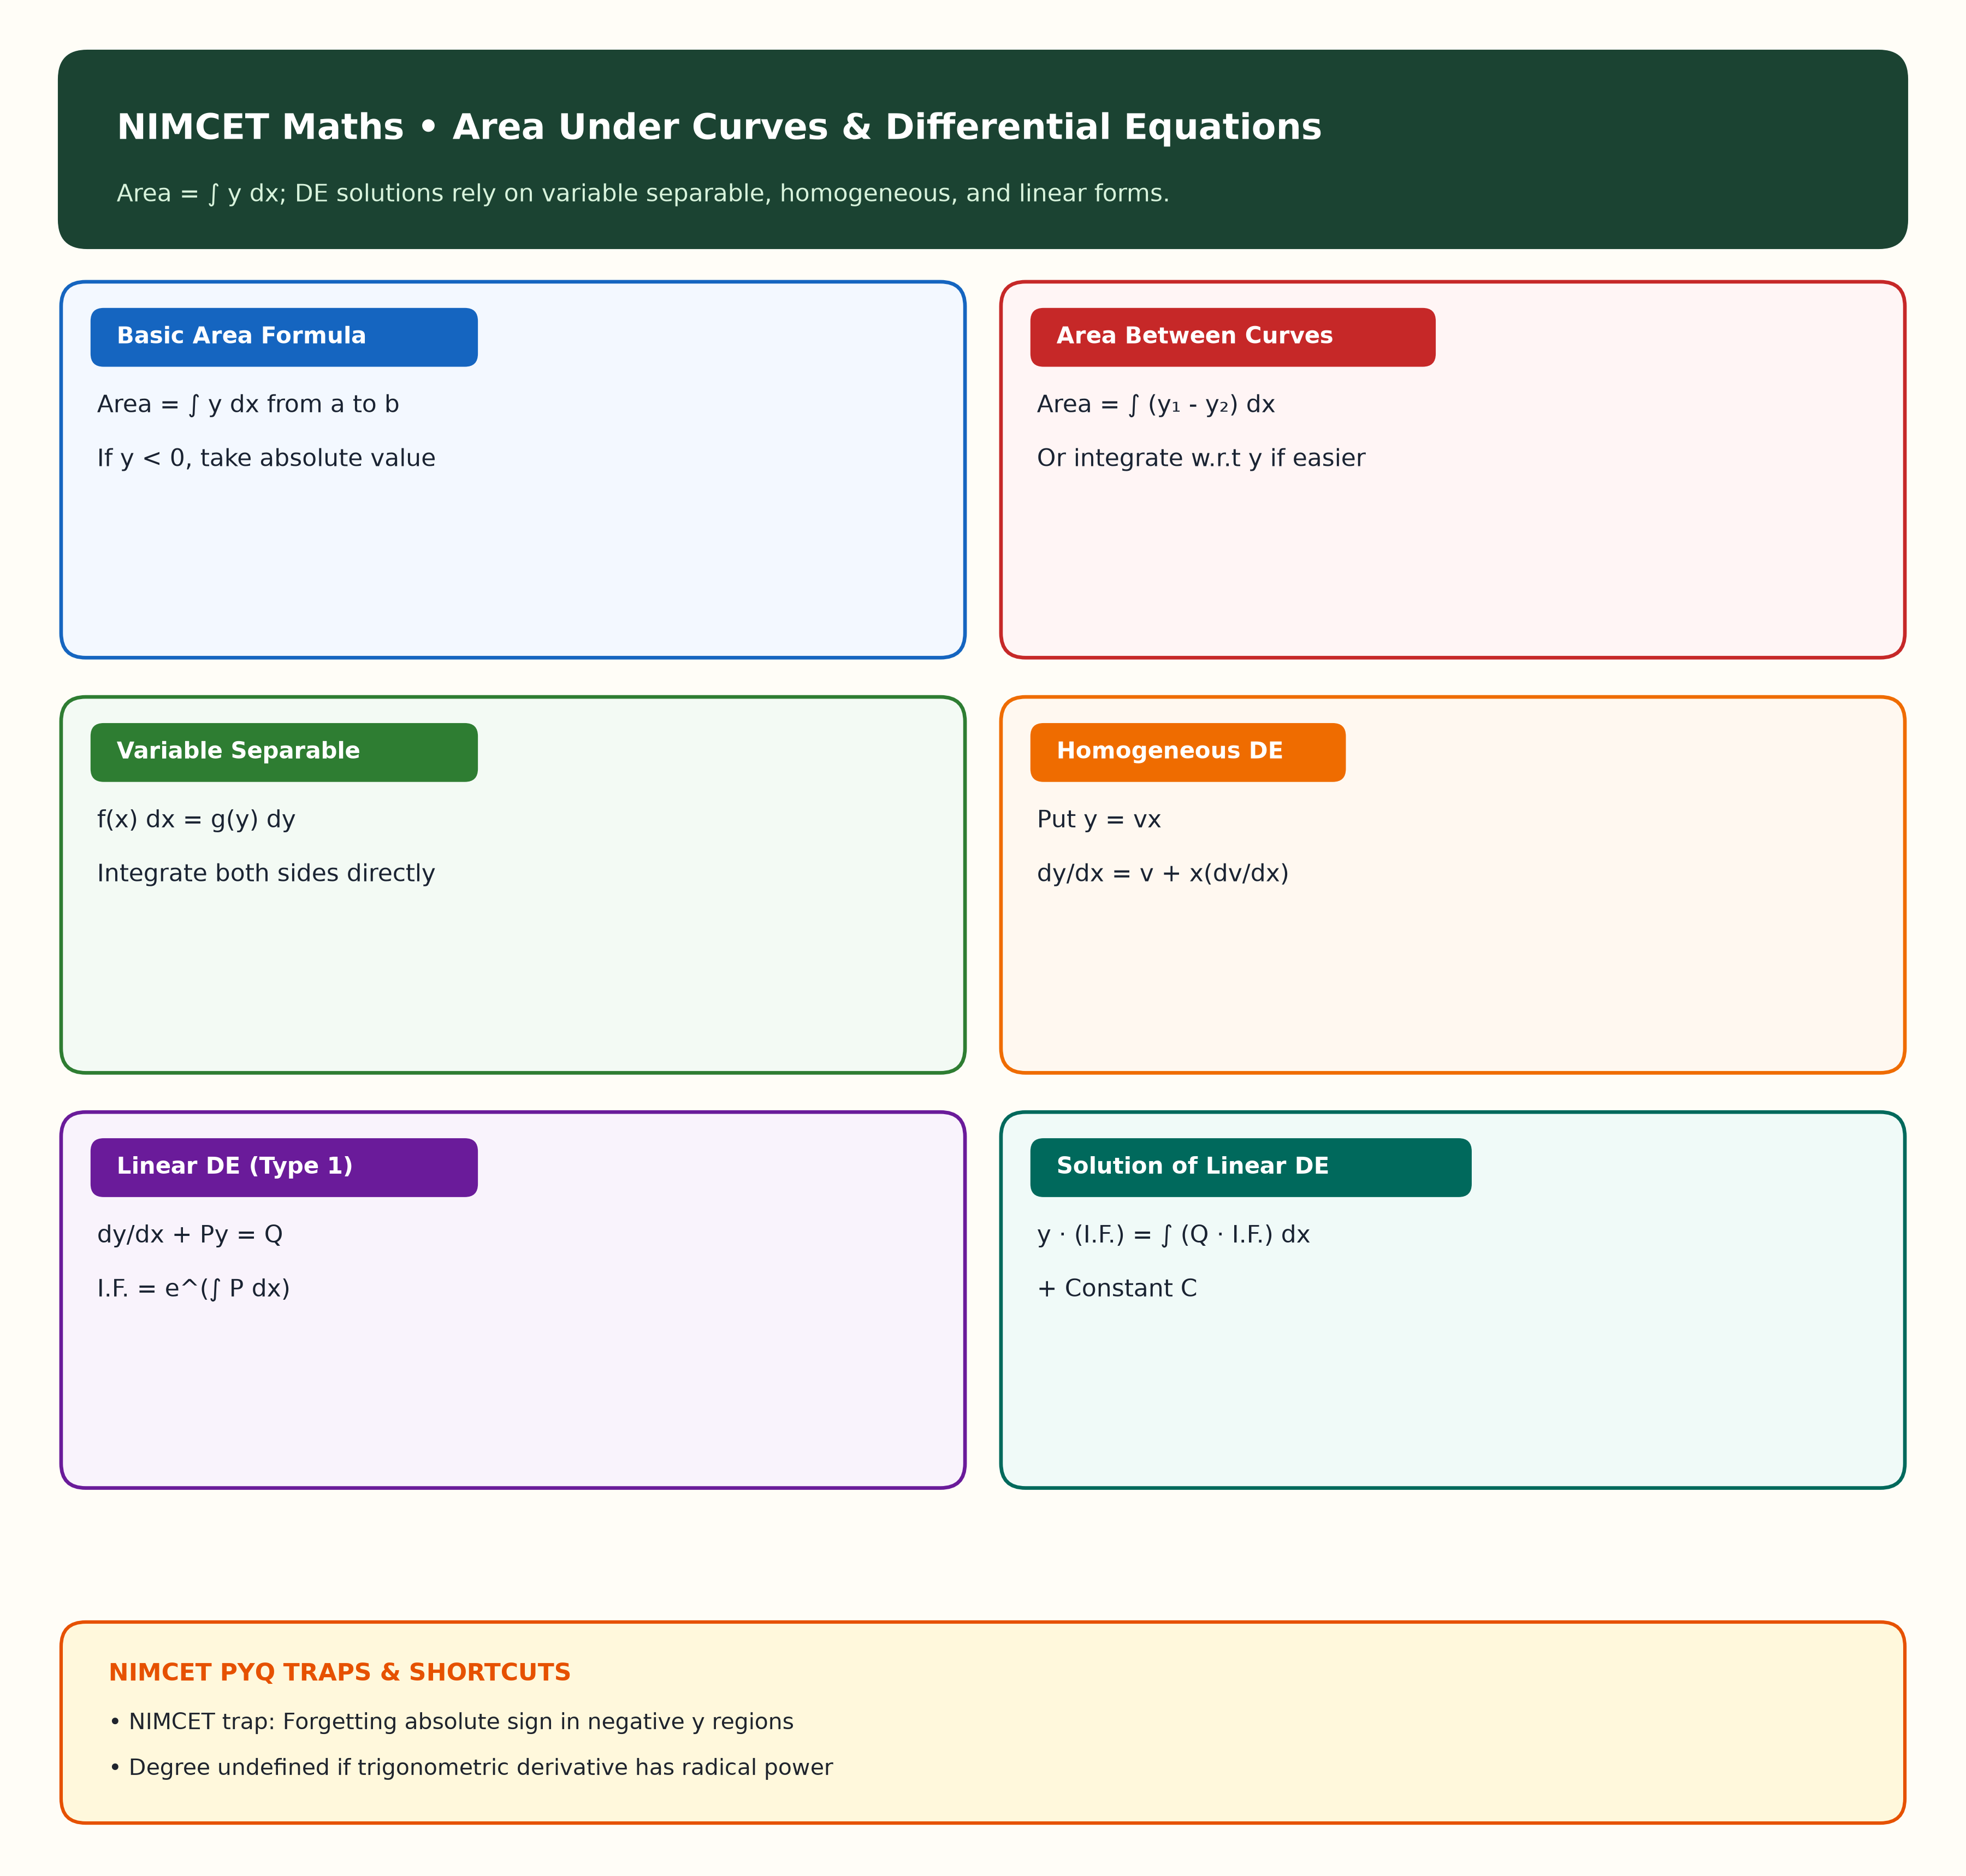 NIMCET Maths • Area Under Curves & Differential Equations
Area = ∫ y dx; DE solutions rely on variable separable, homogeneous, and linear forms.
Basic Area Formula
Area = ∫ y dx from a to b
If y < 0, take absolute value
Area Between Curves
Area = ∫ (y₁ - y₂) dx
Or integrate w.r.t y if easier
Variable Separable
f(x) dx = g(y) dy
Integrate both sides directly
Homogeneous DE
Put y = vx
dy/dx = v + x(dv/dx)
Linear DE (Type 1)
dy/dx + Py = Q
I.F. = e^(∫ P dx)
Solution of Linear DE
y · (I.F.) = ∫ (Q · I.F.) dx
+ Constant C
NIMCET PYQ TRAPS & SHORTCUTS
• NIMCET trap: Forgetting absolute sign in negative y regions
• Degree undefined if trigonometric derivative has radical power